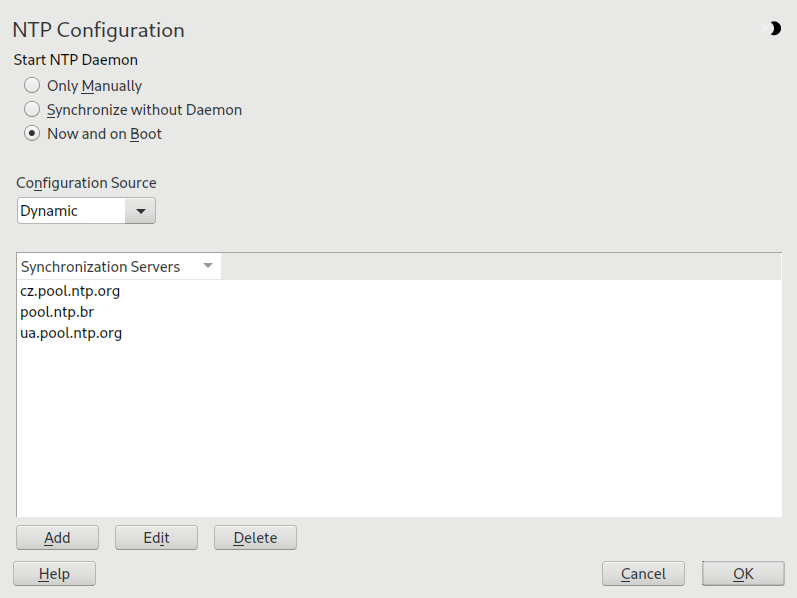 NTP Configuration
Start NTP Daemon
Only Manually
Synchronize without Daemon
Now and on Boot
Configuration Source
Dynamic
Synchronization Servers
cz.pool.ntp.org
pool.ntp.br
ua.pool.ntp.org
Add Edit Delete
Help Cancel OK